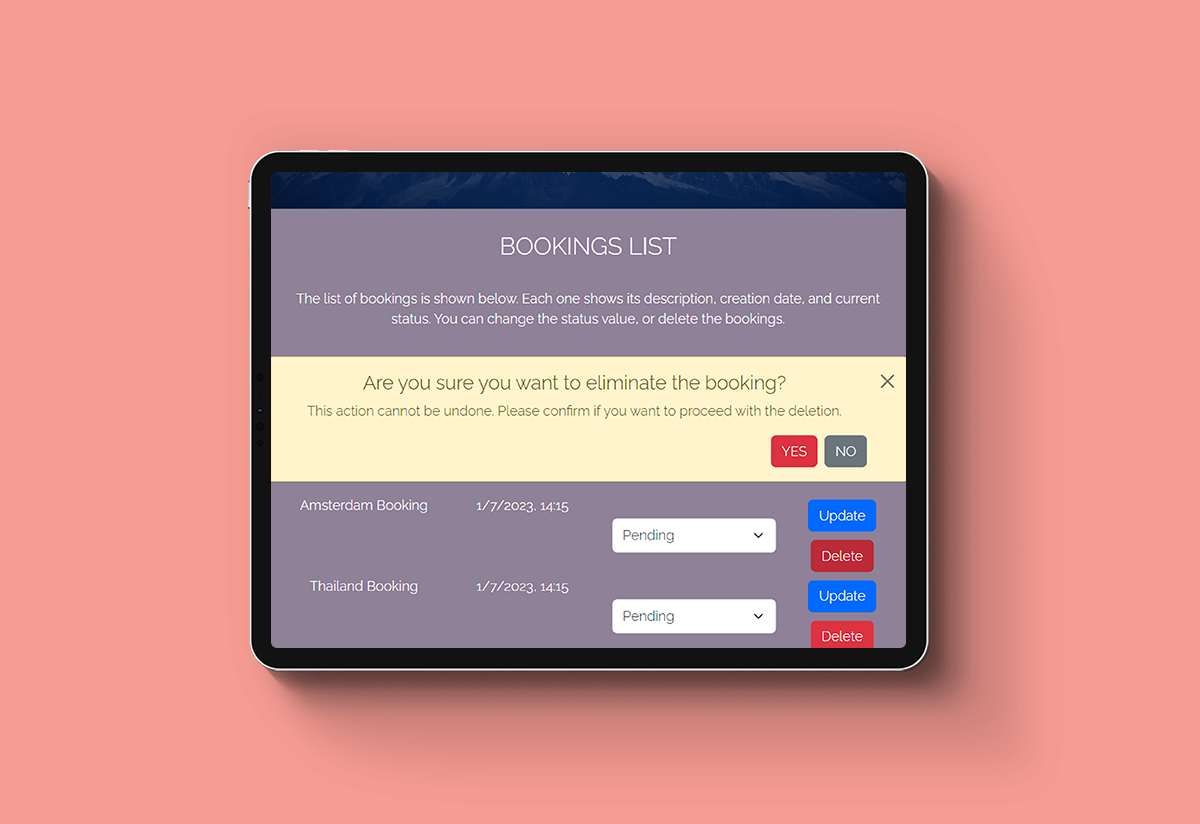 BOOKINGS LIST
The list of bookings is shown below. Each one shows its description, creation date, and current
status. You can change the status value, or delete the bookings.
Are you sure you want to eliminate the booking?
This action cannot be undone. Please confirm if you want to proceed with the deletion.
YES NO
Amsterdam Booking 1/7/2023, 14:15
Pending
Update
Delete
Thailand Booking 1/7/2023, 14:15
Pending
Update
Delete